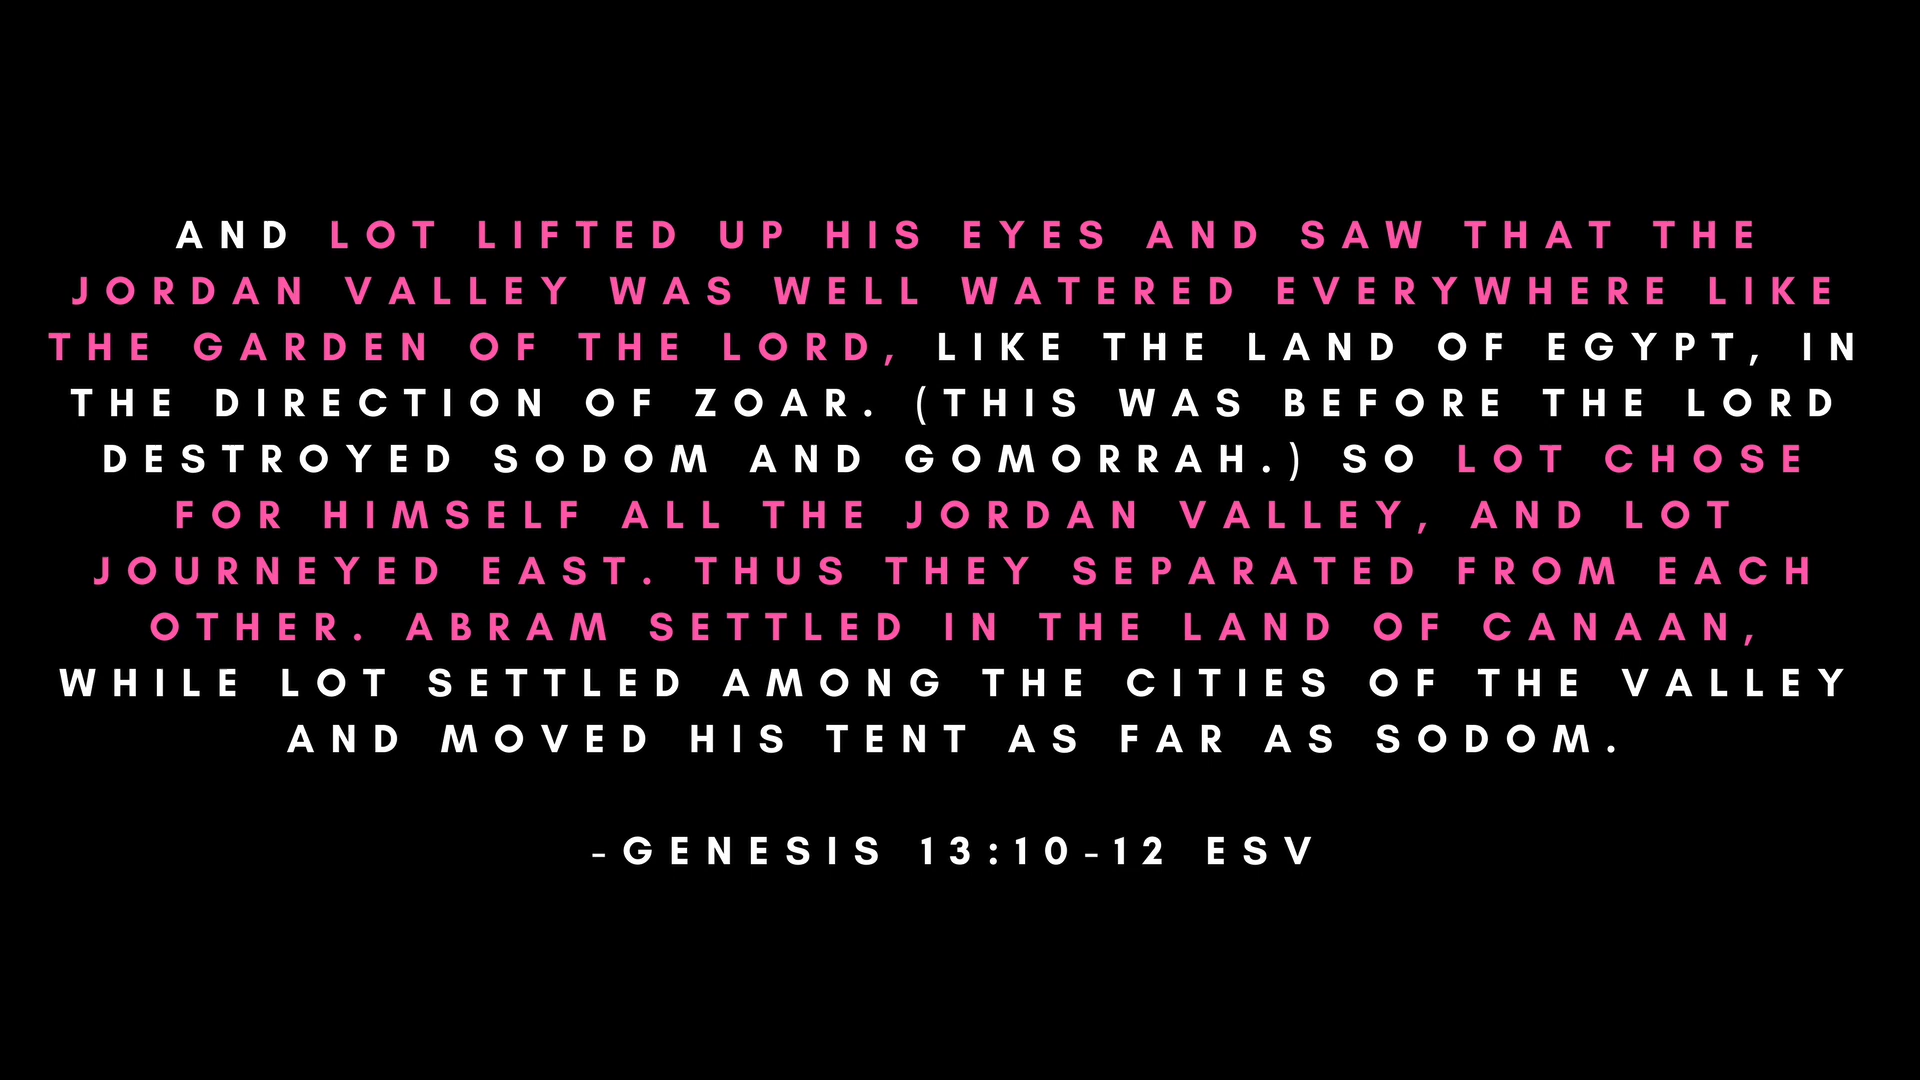 AND LOT LIFTED UP HIS EYES AND SAW THAT THE
JORDAN VALLEY WAS WELL WATERED EVERYWHERE LIKE
THE GARDEN OF THE LORD, LIKE THE LAND OF EGYPT, IN
THE DIRECTION OF ZOAR. (THIS WAS BEFORE THE LORD
DESTROYED SODOM AND GOMORRAH.) SO LOT CHOSE
FOR HIMSELF ALL THE JORDAN VALLEY, AND LOT
JOURNEYED EAST. THUS THEY SEPARATED FROM EACH
OTHER. ABRAM SETTLED IN THE LAND OF CANAAN,
WHILE LOT SETTLED AMONG THE CITIES OF THE VALLEY
AND MOVED HIS TENT AS FAR AS SODOM.
-GENESIS 13:10-12 ESV